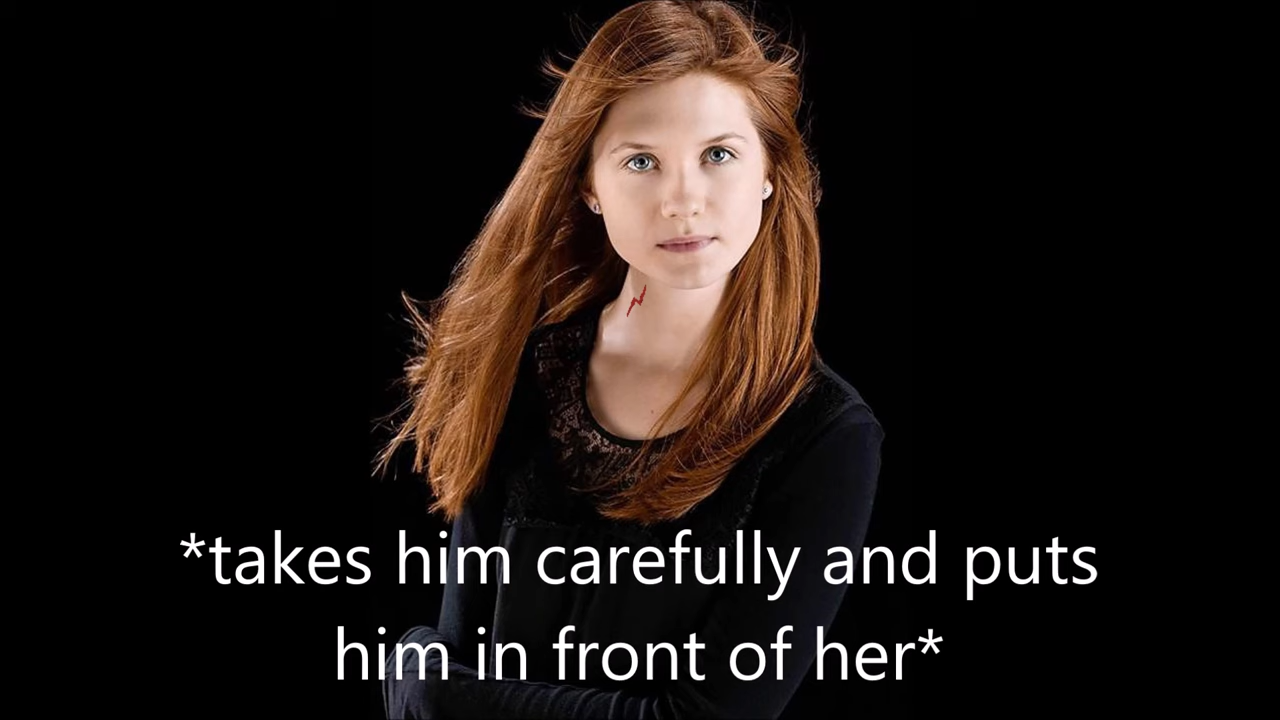 *takes him carefully and puts
him in front of her*